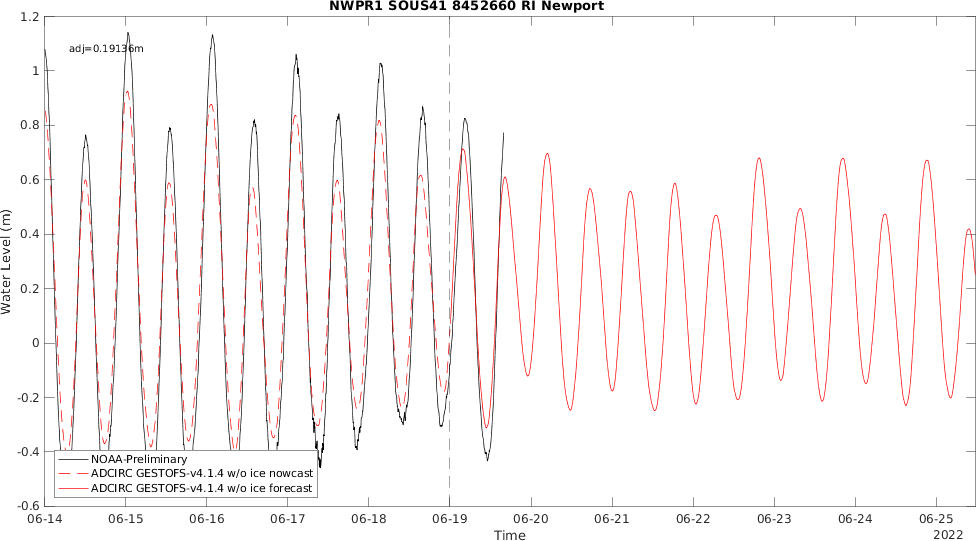 NWPR1 SOUS41 8452660 RI Newport
adj=0.19136m
Water Level (m)
1.2
1
0.8
0.6
0.4
0.2
0
-0.2
-0.4
-0.6
NOAA-Preliminary
ADCIRC GESTOFS-v4.1.4 w/o ice nowcast
ADCIRC GESTOFS-v4.1.4 w/o ice forecast
06-14 06-15 06-16 06-17 06-18 06-19 06-20 06-21 06-22 06-23 06-24 06-25
Time
2022